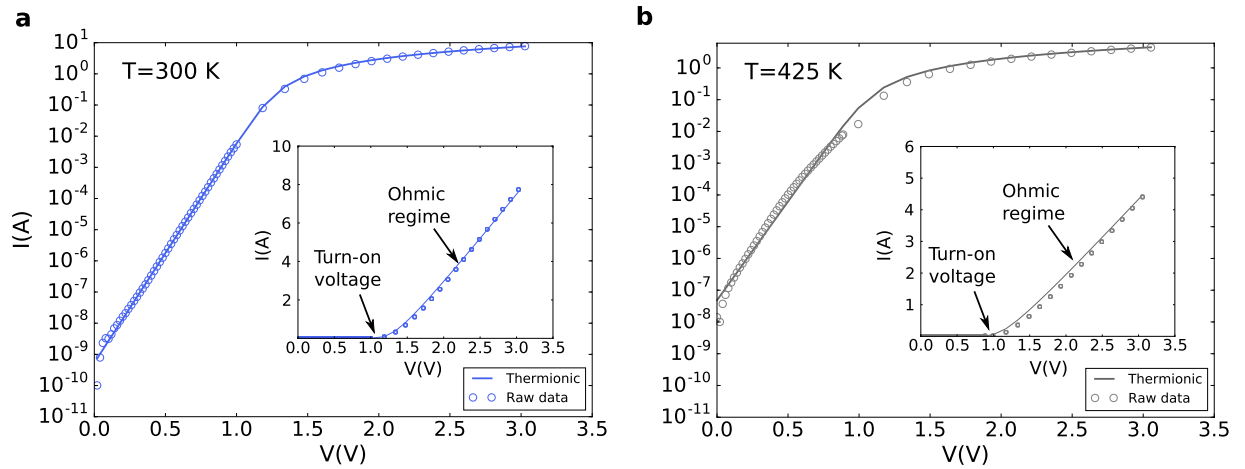 a
10^1
10^0
10^-1
10^-2
10^-3
10^-4
10^-5
10^-6
10^-7
10^-8
10^-9
10^-10
10^-11
I(A)
T=300 K
0.0 0.5 1.0 1.5 2.0 2.5 3.0 3.5
V(V)
10
8
6
4
2
I(A)
Ohmic
regime
Turn-on
voltage
0.0 0.5 1.0 1.5 2.0 2.5 3.0 3.5
V(V)
Thermionic
Raw data
b
10^0
10^-1
10^-2
10^-3
10^-4
10^-5
10^-6
10^-7
10^-8
10^-9
10^-10
10^-11
I(A)
T=425 K
0.0 0.5 1.0 1.5 2.0 2.5 3.0 3.5
V(V)
6
5
4
3
2
1
I(A)
Ohmic
regime
Turn-on
voltage
0.0 0.5 1.0 1.5 2.0 2.5 3.0 3.5
V(V)
Thermionic
Raw data